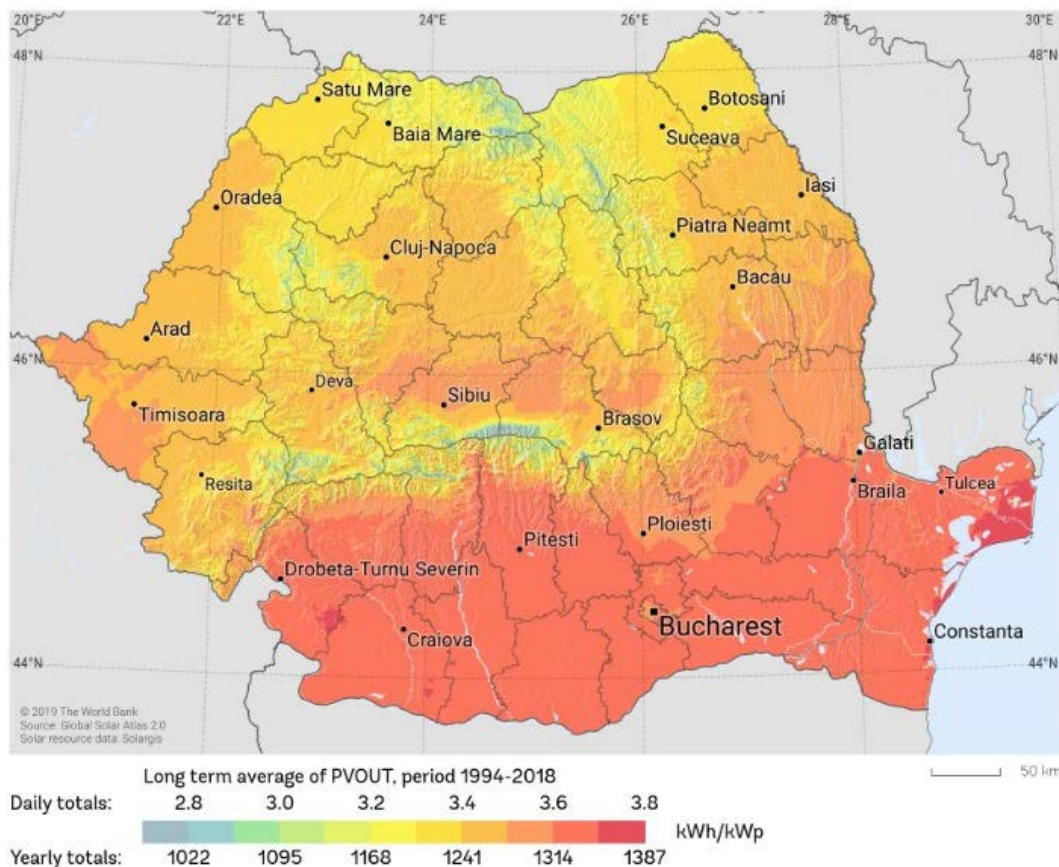 20°E 22°E 24°E 26°E 28°E 30°E
48°N 48°N
Satu Mare
Botosani
Baia Mare
Suceava
Oradea
Iasi
Piatra Neamt
Cluj-Napoca
Bacau
Arad
46°N 46°N
Deva
Sibiu
Timisoara
Brasov
Galati
Resita
Braila
Tulcea
Ploiesti
Pitesti
Drobeta-Turnu Severin
Bucharest
Craiova
Constanta
44°N 44°N
© 2019 The World Bank
Source: Global Solar Atlas 2.0
Solar resource data: Solargis
Long term average of PVOUT, period 1994-2018
50 km
Daily totals: 2.8 3.0 3.2 3.4 3.6 3.8
kWh/kWp
Yearly totals: 1022 1095 1168 1241 1314 1387